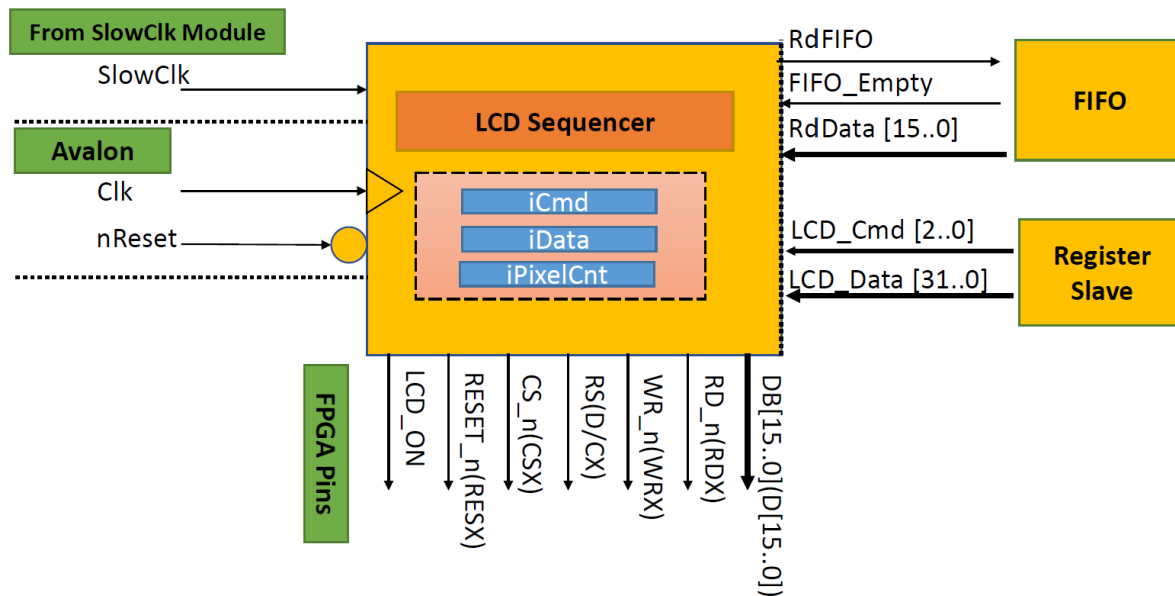 From SlowClk Module
SlowClk
Avalon
Clk
nReset
LCD Sequencer
iCmd
iData
iPixelCnt
RdFIFO
FIFO_Empty
RdData [15..0]
FIFO
LCD_Cmd [2..0]
LCD_Data [31..0]
Register
Slave
FPGA Pins
LCD_ON
RESET_n(RESX)
CS_n(CSX)
RS(D/CX)
WR_n(WRX)
RD_n(RDX)
DB[15..0](D[15..0])